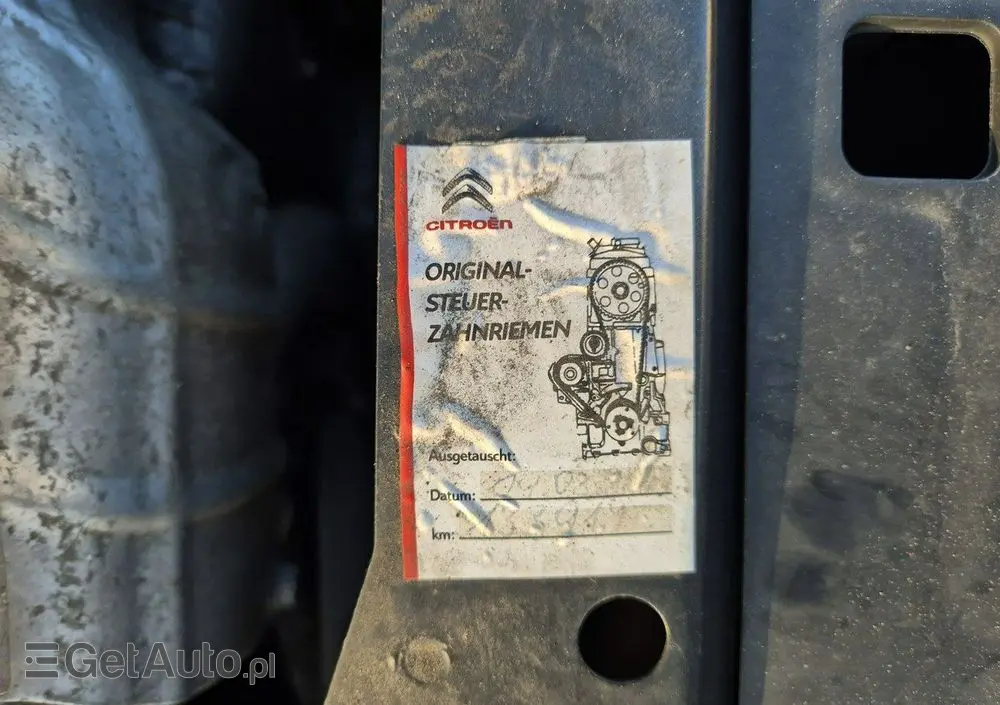 CITROËN
ORIGINAL-
STEUER-
ZAHNRIEMEN
Ausgetauscht:
Datum:
km:
GetAuto.pl